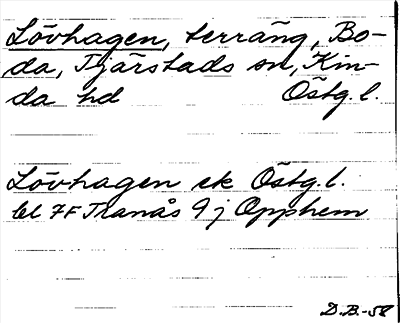 Lövhagen, terräng, Bo-
da, Tjärstads sn, Kin-
da hd Östg.l.
Lövhagen ek Östg.l.
bl 7F Tranås 9 j Opphem
D.B.-58